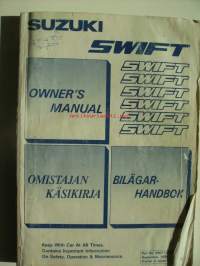 SUZUKI
SWIFT
SWIFT
SWIFT
SWIFT
SWIFT
SWIFT
SWIFT
OWNER'S
MANUAL
OMISTAJAN
KÄSIKIRJA
BILÄGAR-
HANDBOK
Keep With Car At All Times.
Contains Important Information
On Safety, Operation & Maintenance.